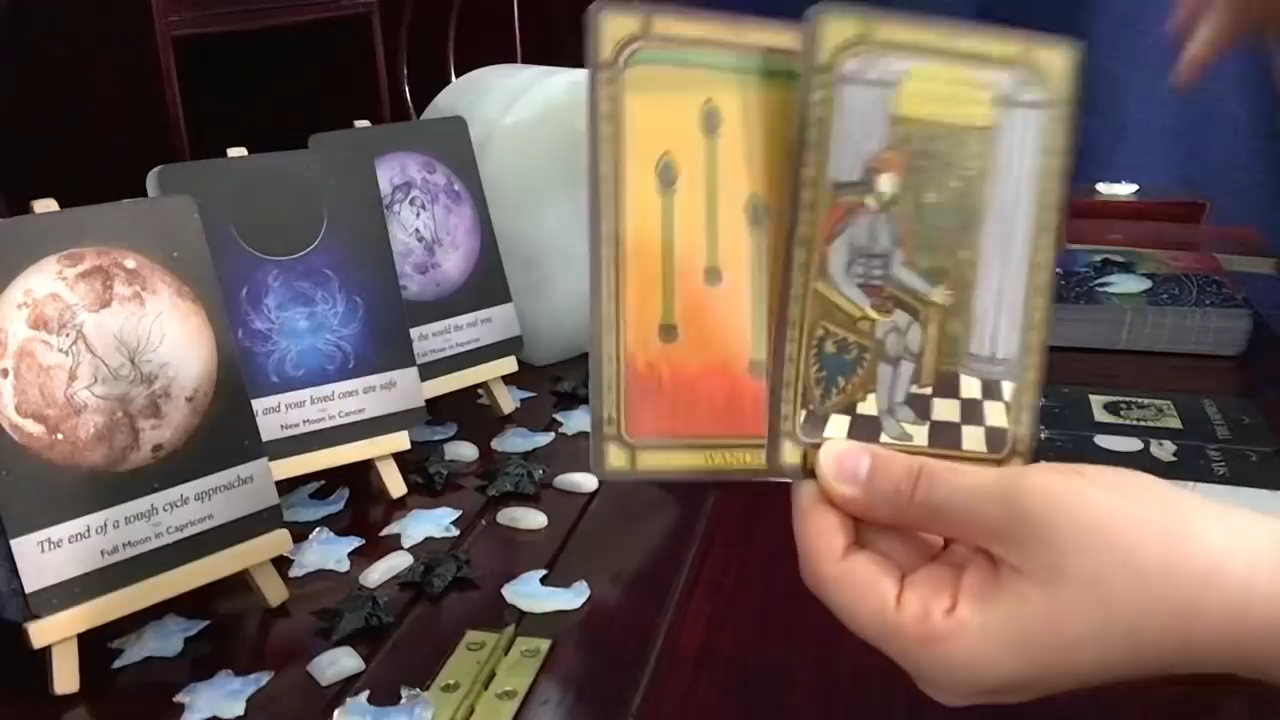 The end of a tough cycle approaches
Full Moon in Capricorn
and your loved ones are safe
New Moon in Cancer
the world the real you
Full Moon in Aquarius